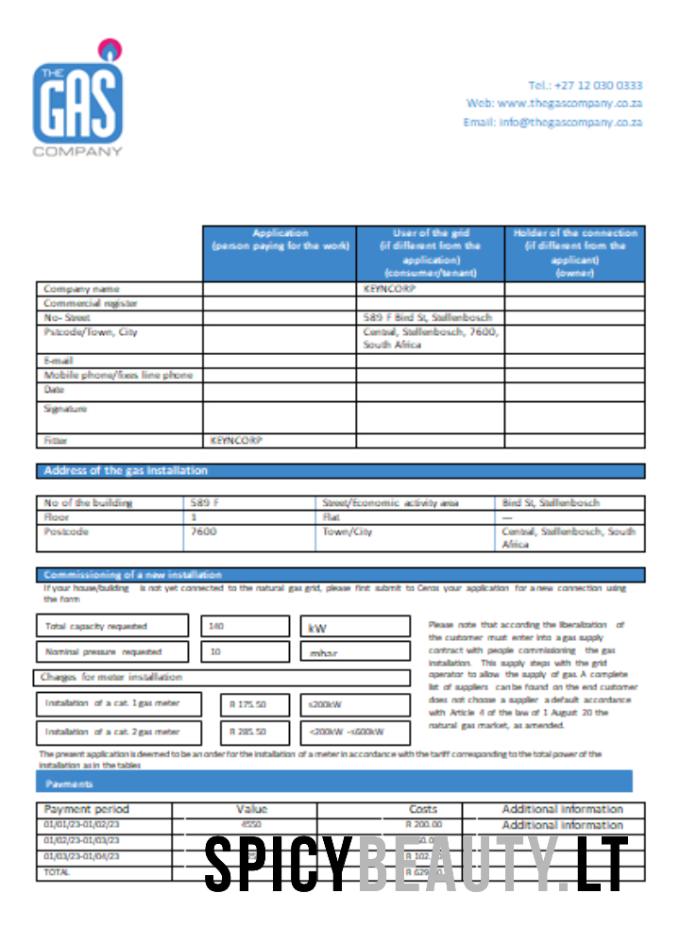 THE
GAS
COMPANY
Tel.: +27 12 030 0333
Web: www.thegascompany.co.za
Email: info@thegascompany.co.za
Application
(person paying for the work)
User of the grid
(if different from the
application)
(consumer/tenant)
Holder of the connection
(if different from the
applicant)
(owner)
Company name KEYNCORP
Commercial register
No- Street 589 F Bird St, Stellenbosch
Pstcode/Town, City Central, Stellenbosch, 7600,
South Africa
E-mail
Mobile phone/fixes line phone
Date
Signature
Fitter KEYNCORP
Address of the gas installation
No of the building 589 F Street/Economic activity area Bird St, Stellenbosch
Floor 1 Flat —
Postcode 7600 Town/City Central, Stellenbosch, South
Africa
Commissioning of a new installation
If your house/building is not yet connected to the natural gas grid, please first submit to Ceros your application for a new connection using
the form
Total capacity requested 140 kW
Nominal pressure requested 10 mbar
Charges for meter installation
Installation of a cat. 1 gas meter R 175.50 ≤200kW
Installation of a cat. 2 gas meter R 285.50 <200kW -≤600kW
Please note that according the liberalization of
the customer must enter into a gas supply
contract with people commissioning the gas
installation. This supply steps with the grid
operator to allow the supply of gas. A complete
list of suppliers can be found on the end customer
does not choose a supplier a default accordance
with Article 4 of the law of 1 August 20 the
natural gas market, as amended.
The present application is deemed to be an order for the installation of a meter in accordance with the tariff corresponding to the total power of the
installation as in the tables
Payments
Payment period Value Costs Additional information
01/01/23-01/02/23 4550 R 200.00 Additional information
01/02/23-01/03/23
01/03/23-01/04/23 R 102.
TOTAL R 629
SPICYBEAUTY.LT